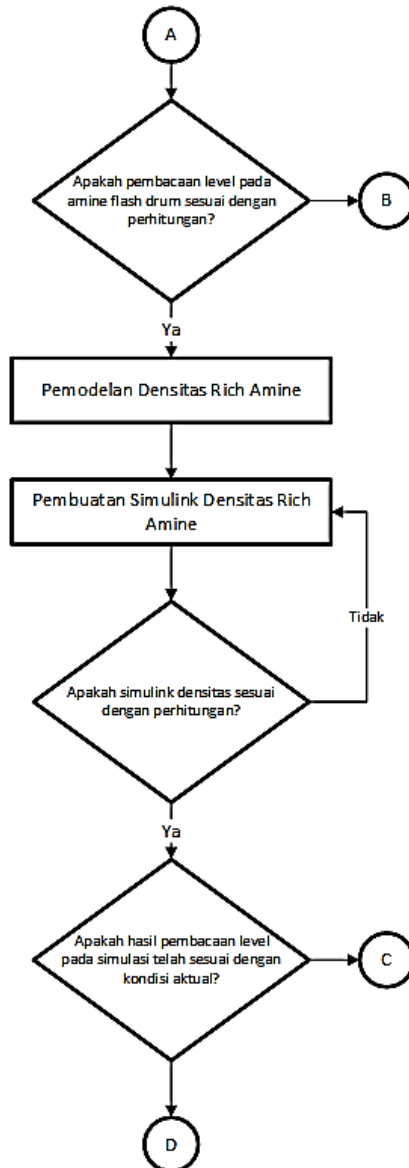 A
Apakah pembacaan level pada
amine flash drum sesuai dengan
perhitungan?
B
Ya
Pemodelan Densitas Rich Amine
Pembuatan Simulink Densitas Rich
Amine
Tidak
Apakah simulink densitas sesuai
dengan perhitungan?
Ya
Apakah hasil pembacaan level
pada simulasi telah sesuai dengan
kondisi aktual?
C
D